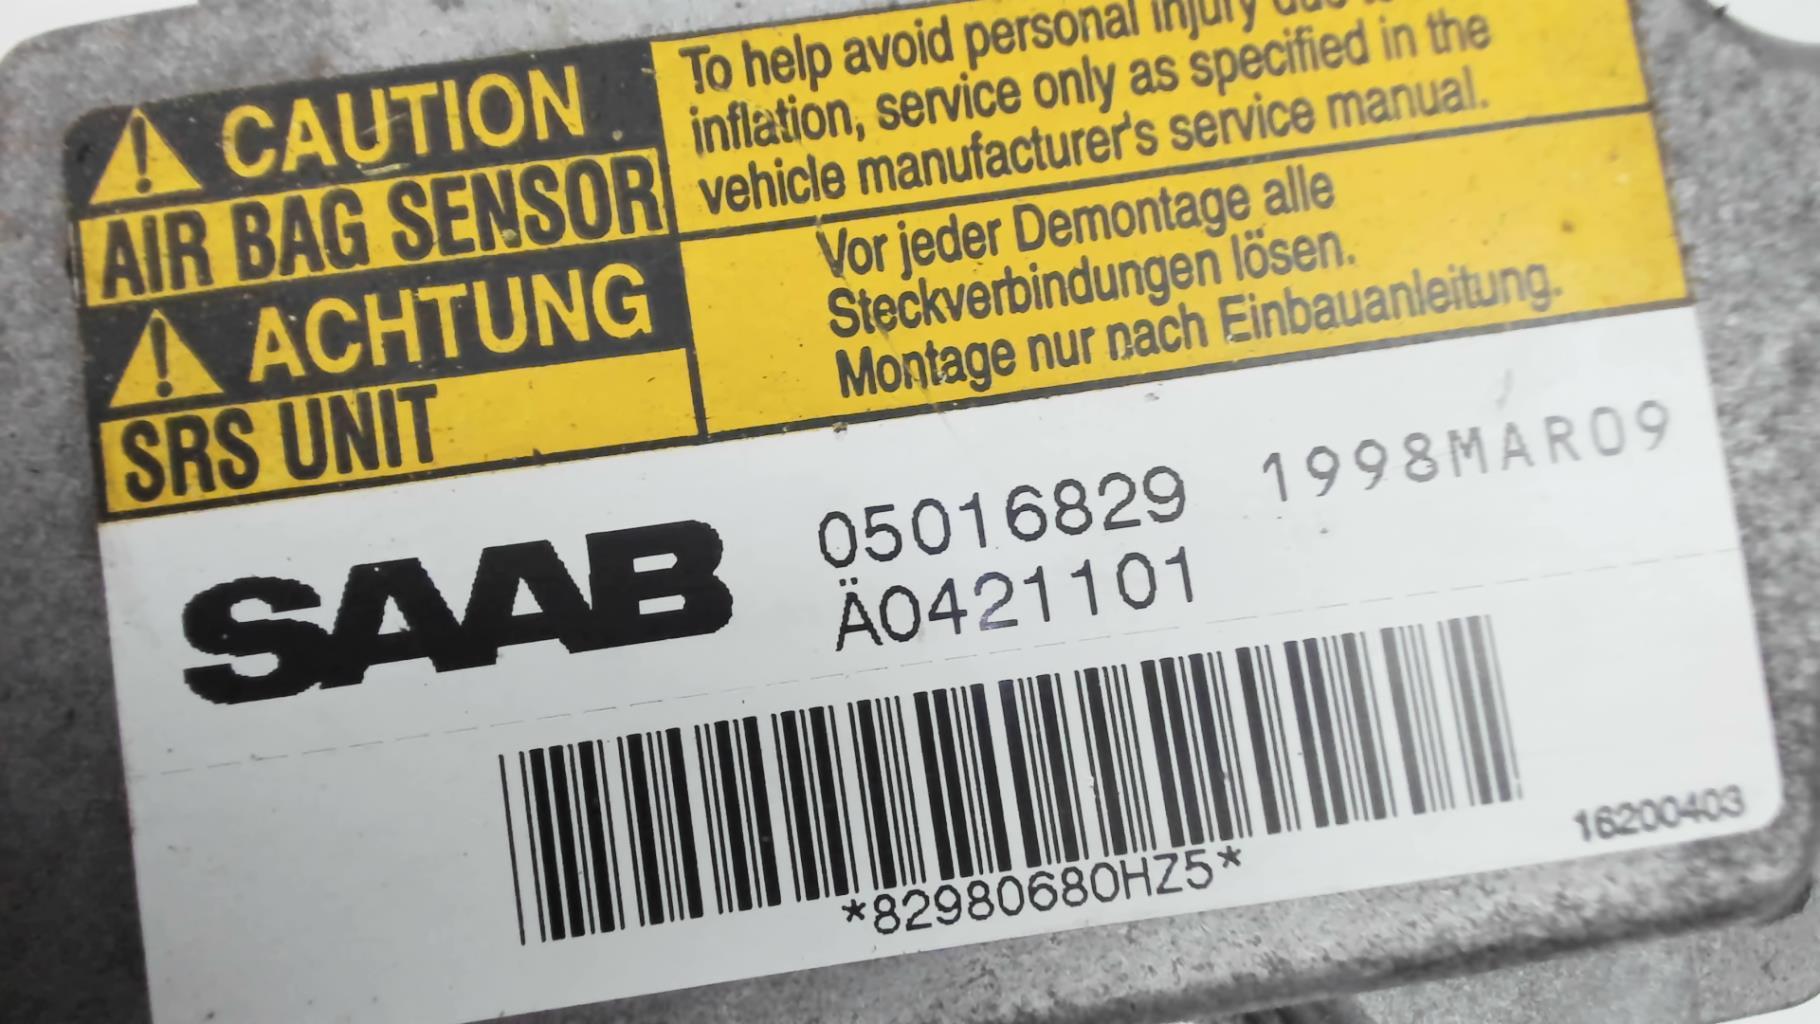 CAUTION
AIR BAG SENSOR
ACHTUNG
SRS UNIT
To help avoid personal injury due to
inflation, service only as specified in the
vehicle manufacturer's service manual.
Vor jeder Demontage alle
Steckverbindungen lösen.
Montage nur nach Einbauanleitung.
SAAB
05016829 1998MAR09
Ä0421101
*82980680HZ5*
16200403